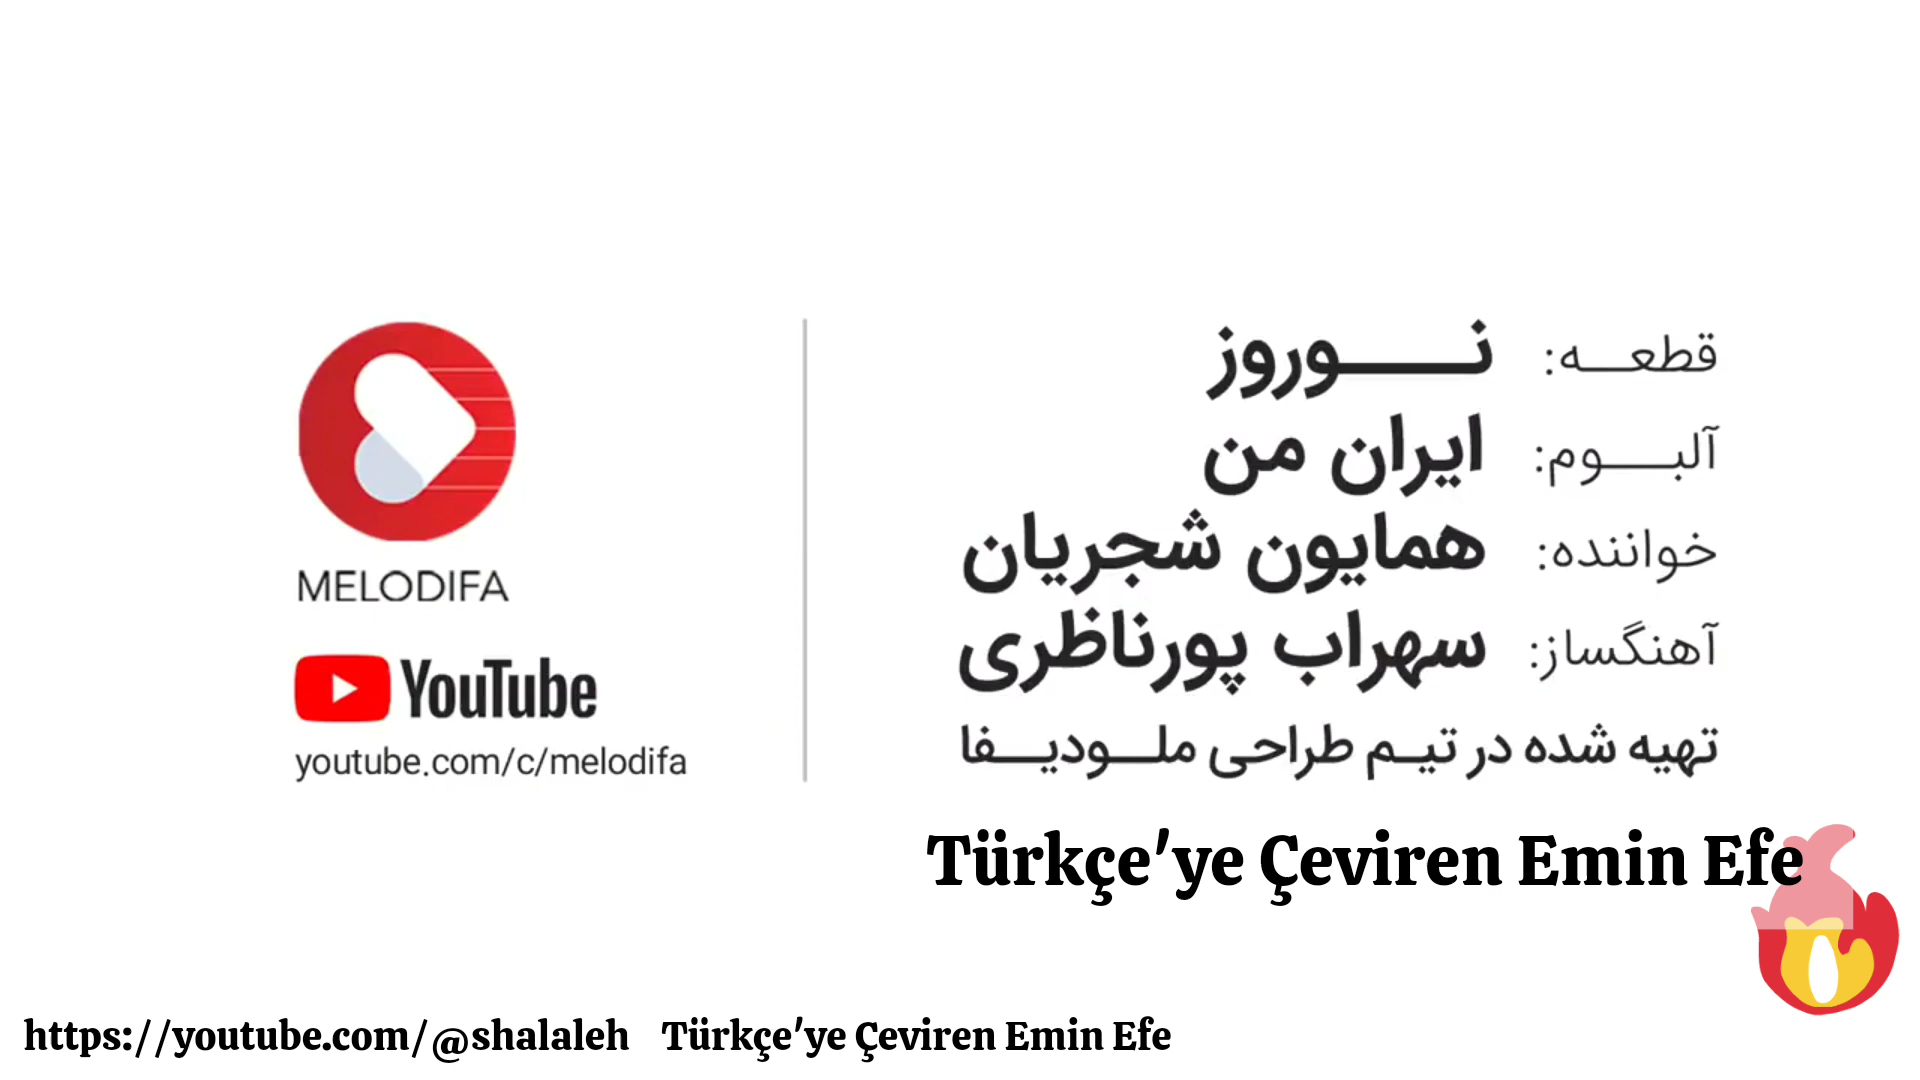 MELODIFA
YouTube
youtube.com/c/melodifa
قطعه: نوروز
آلبوم: ایران من
خواننده: همایون شجریان
آهنگساز: سهراب پورناظری
تهیه شده در تیم طراحی ملودیفا
Türkçe'ye Çeviren Emin Efe
https://youtube.com/@shalaleh Türkçe'ye Çeviren Emin Efe